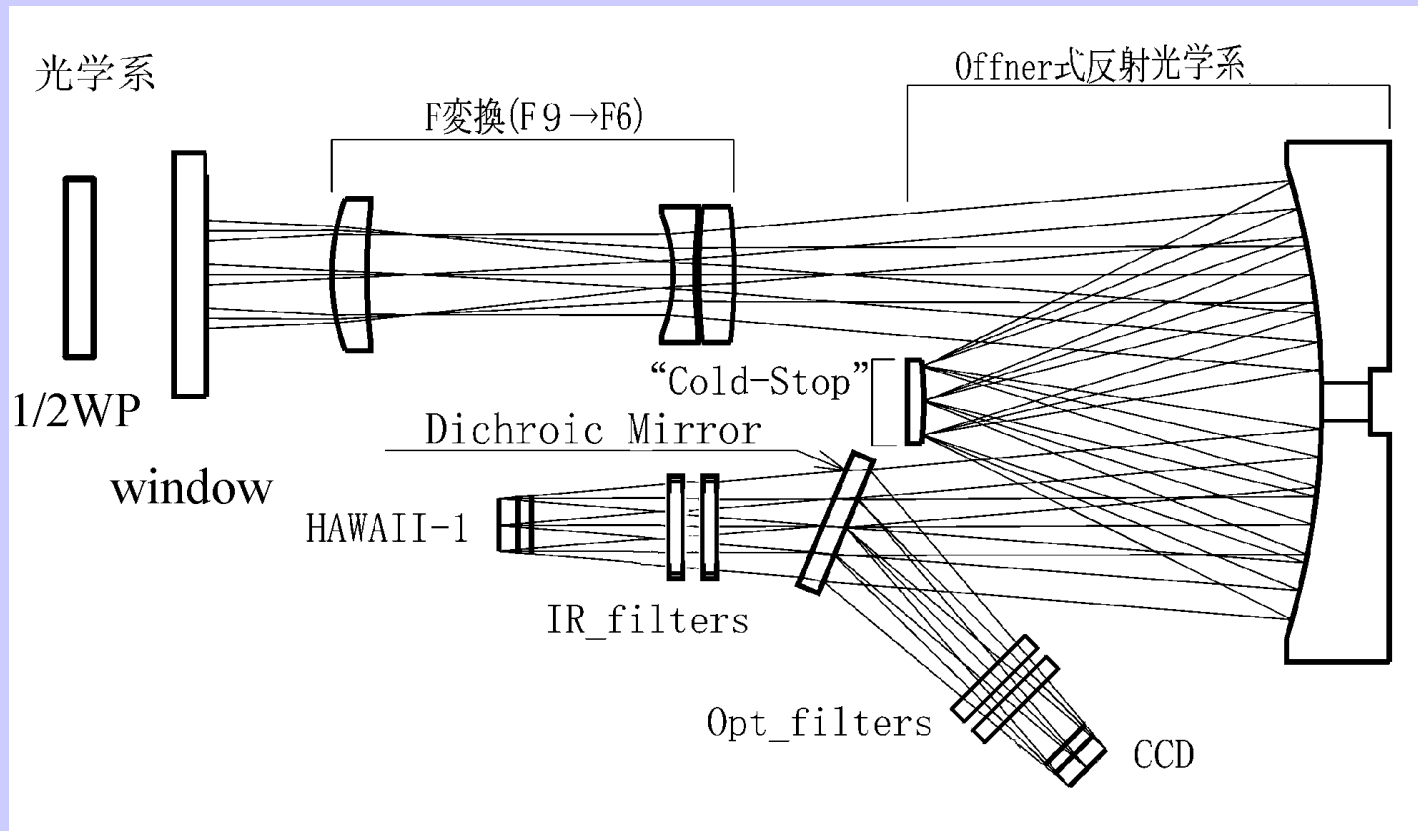 光学系
Offner式反射光学系
F変換(F9→F6)
“Cold-Stop”
1/2WP
Dichroic Mirror
window
HAWAII-1
IR_filters
Opt_filters
CCD